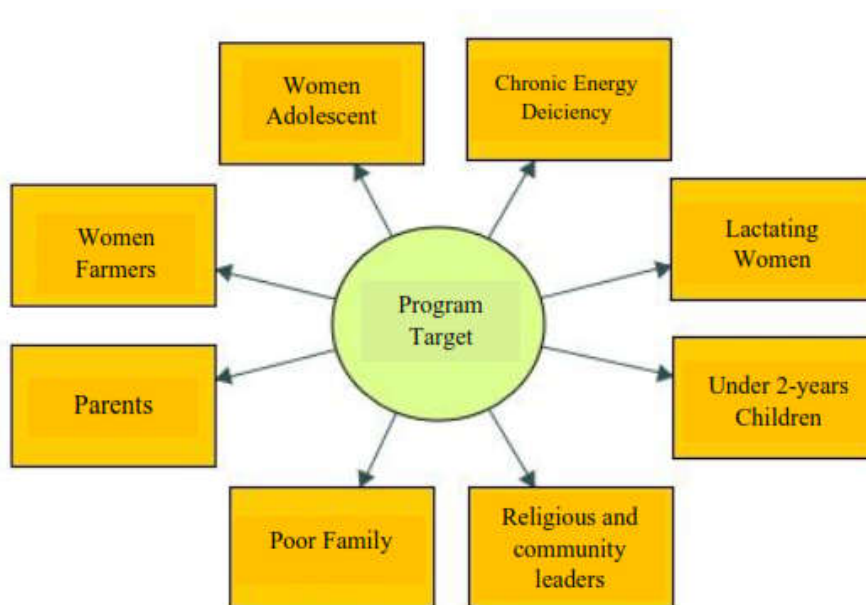 Women
Adolescent
Chronic Energy
Deiciency
Women
Farmers
Lactating
Women
Program
Target
Parents
Under 2-years
Children
Poor Family
Religious and
community
leaders